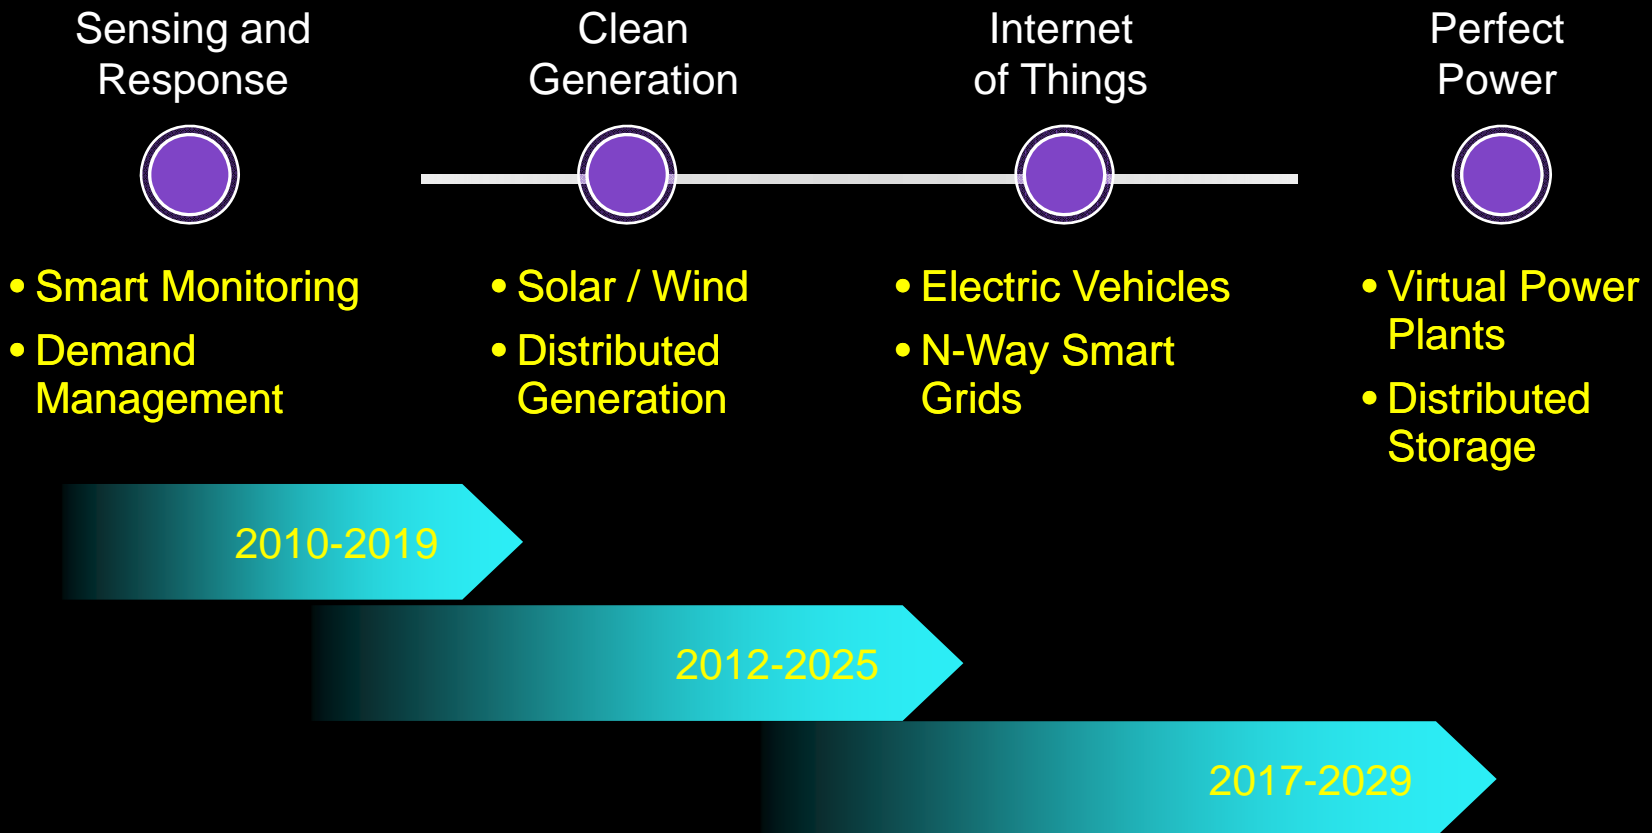 Sensing and
Response
Clean
Generation
Internet
of Things
Perfect
Power
• Smart Monitoring
• Demand
Management
• Solar / Wind
• Distributed
Generation
• Electric Vehicles
• N-Way Smart
Grids
• Virtual Power
Plants
• Distributed
Storage
2010-2019
2012-2025
2017-2029